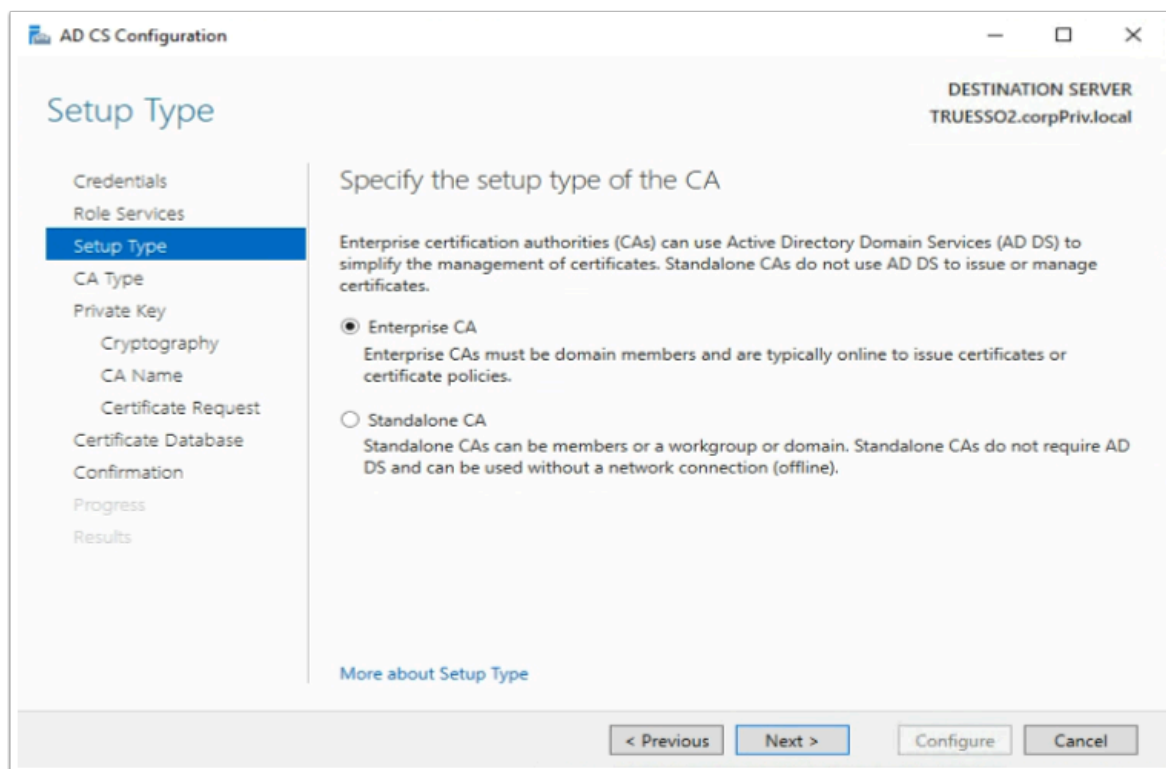 AD CS Configuration
Setup Type
DESTINATION SERVER
TRUESSO2.corpPriv.local
Credentials
Role Services
Setup Type
CA Type
Private Key
Cryptography
CA Name
Certificate Request
Certificate Database
Confirmation
Progress
Results
Specify the setup type of the CA
Enterprise certification authorities (CAs) can use Active Directory Domain Services (AD DS) to
simplify the management of certificates. Standalone CAs do not use AD DS to issue or manage
certificates.
Enterprise CA
Enterprise CAs must be domain members and are typically online to issue certificates or
certificate policies.
Standalone CA
Standalone CAs can be members or a workgroup or domain. Standalone CAs do not require AD
DS and can be used without a network connection (offline).
More about Setup Type
< Previous
Next >
Configure
Cancel